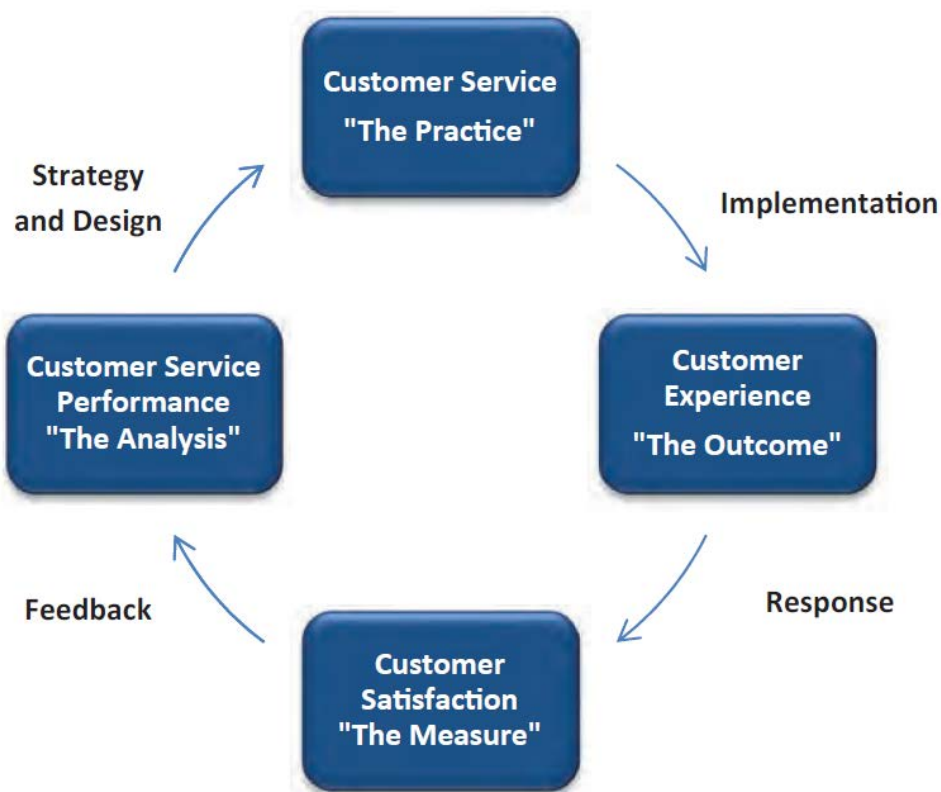 Customer Service
"The Practice"
Strategy
and Design
Implementation
Customer Service
Performance
"The Analysis"
Customer
Experience
"The Outcome"
Feedback
Response
Customer
Satisfaction
"The Measure"